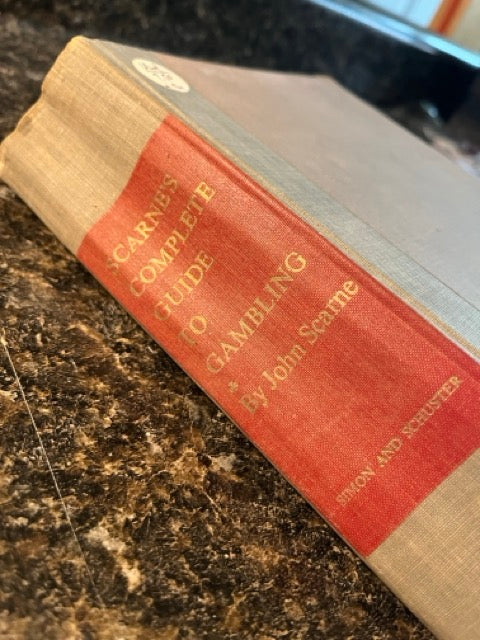 SCARNE'S
COMPLETE
GUIDE
TO
GAMBLING
By John Scarne
SIMON AND SCHUSTER